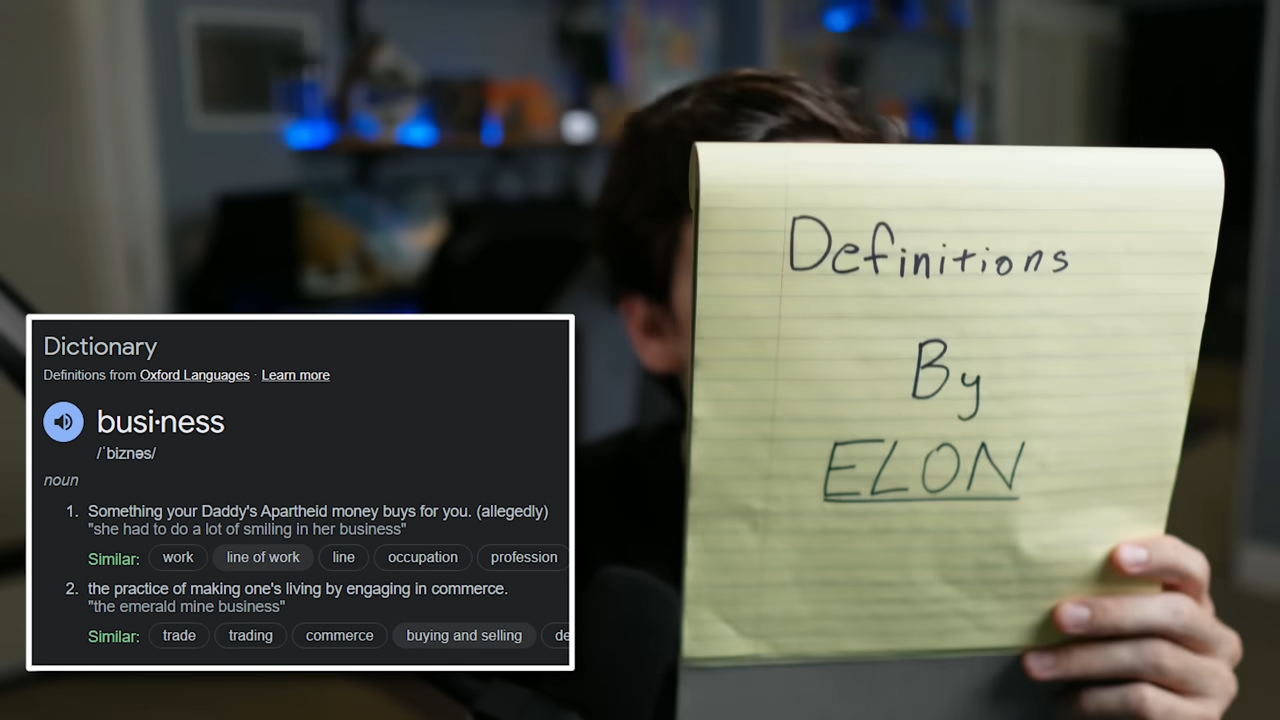 Definitions
By
ELON
Dictionary
Definitions from Oxford Languages · Learn more
busi·ness
/ˈbiznəs/
noun
1. Something your Daddy's Apartheid money buys for you. (allegedly)
"she had to do a lot of smiling in her business"
Similar: work line of work line occupation profession
2. the practice of making one's living by engaging in commerce.
"the emerald mine business"
Similar: trade trading commerce buying and selling